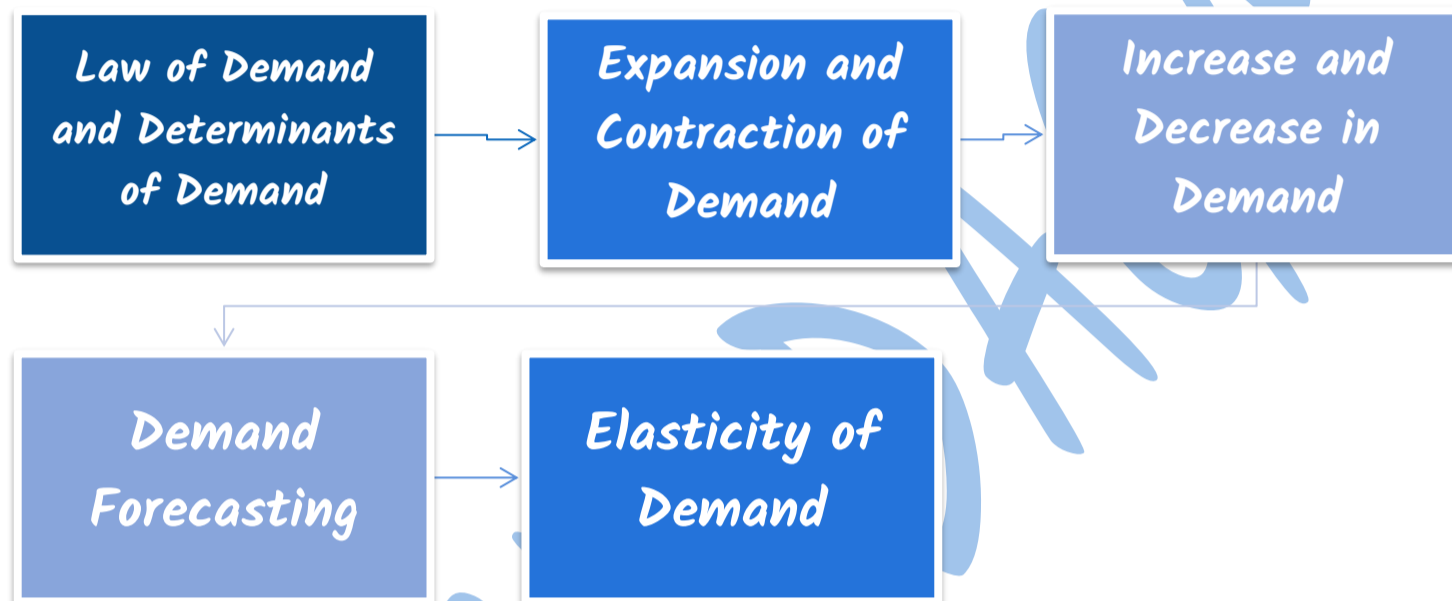 Law of Demand
and Determinants
of Demand
Expansion and
Contraction of
Demand
Increase and
Decrease in
Demand
Demand
Forecasting
Elasticity of
Demand